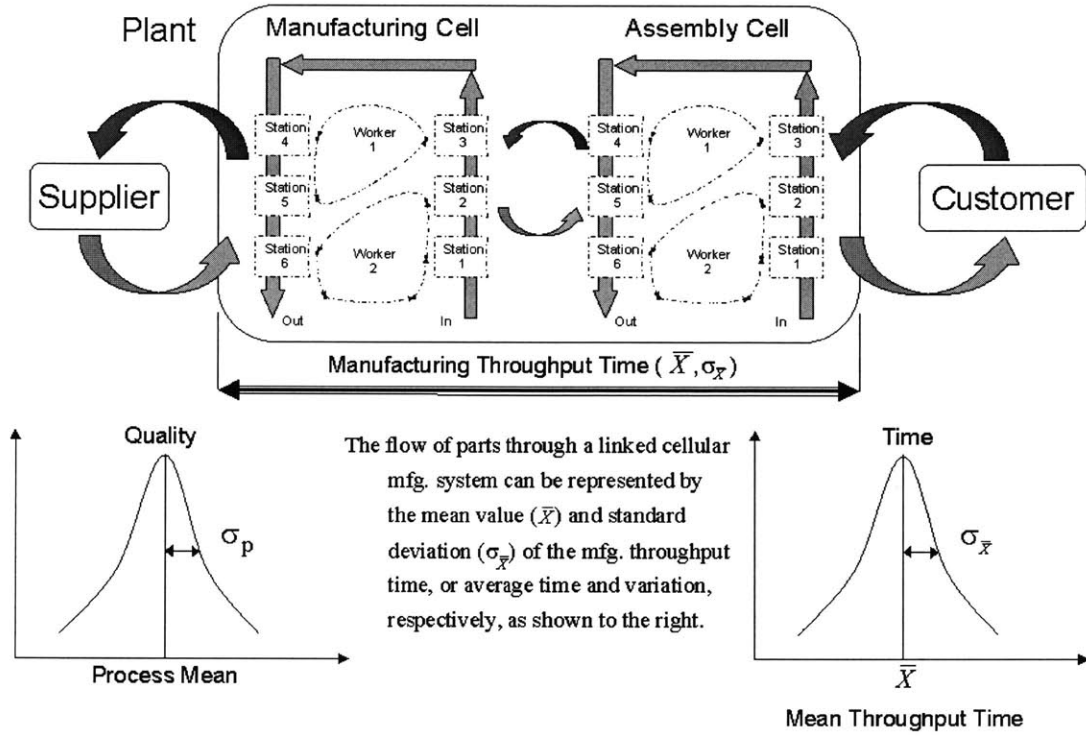 Plant
Manufacturing Cell
Assembly Cell
Station
4
Worker
1
Station
3
Station
5
Station
2
Station
6
Worker
2
Station
1
Out
In
Station
4
Worker
1
Station
3
Station
5
Station
2
Station
6
Worker
2
Station
1
Out
In
Supplier
Customer
Manufacturing Throughput Time ( X̅ ,σX̅ )
Quality
σp
Process Mean
The flow of parts through a linked cellular
mfg. system can be represented by
the mean value (X̅) and standard
deviation (σX̅) of the mfg. throughput
time, or average time and variation,
respectively, as shown to the right.
Time
σX̅
X̅
Mean Throughput Time